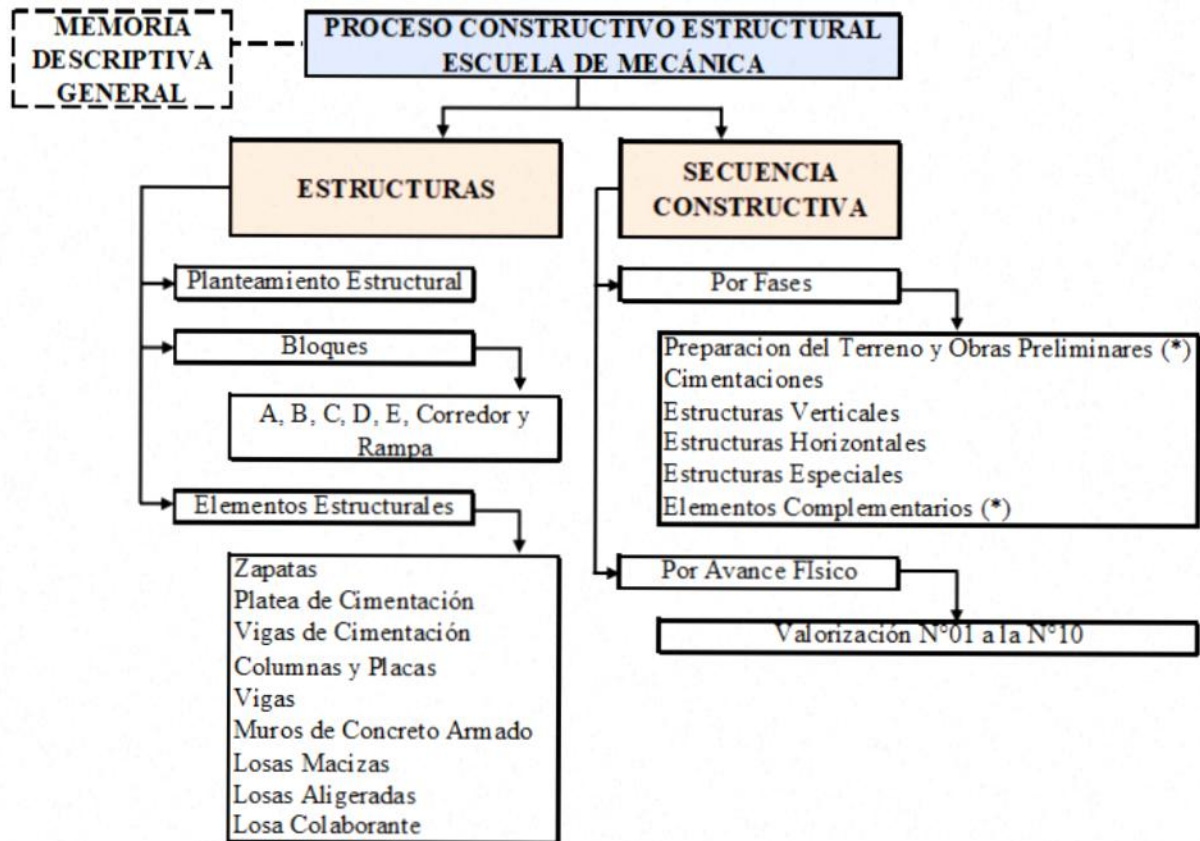 MEMORIA
DESCRIPTIVA
GENERAL
PROCESO CONSTRUCTIVO ESTRUCTURAL
ESCUELA DE MECÁNICA
ESTRUCTURAS
Planteamiento Estructural
Bloques
A, B, C, D, E, Corredor y
Rampa
Elementos Estructurales
Zapatas
Platea de Cimentación
Vigas de Cimentación
Columnas y Placas
Vigas
Muros de Concreto Armado
Losas Macizas
Losas Aligeradas
Losa Colaborante
SECUENCIA
CONSTRUCTIVA
Por Fases
Preparacion del Terreno y Obras Preliminares (*)
Cimentaciones
Estructuras Verticales
Estructuras Horizontales
Estructuras Especiales
Elementos Complementarios (*)
Por Avance FIsico
Valorización N°01 a la N°10